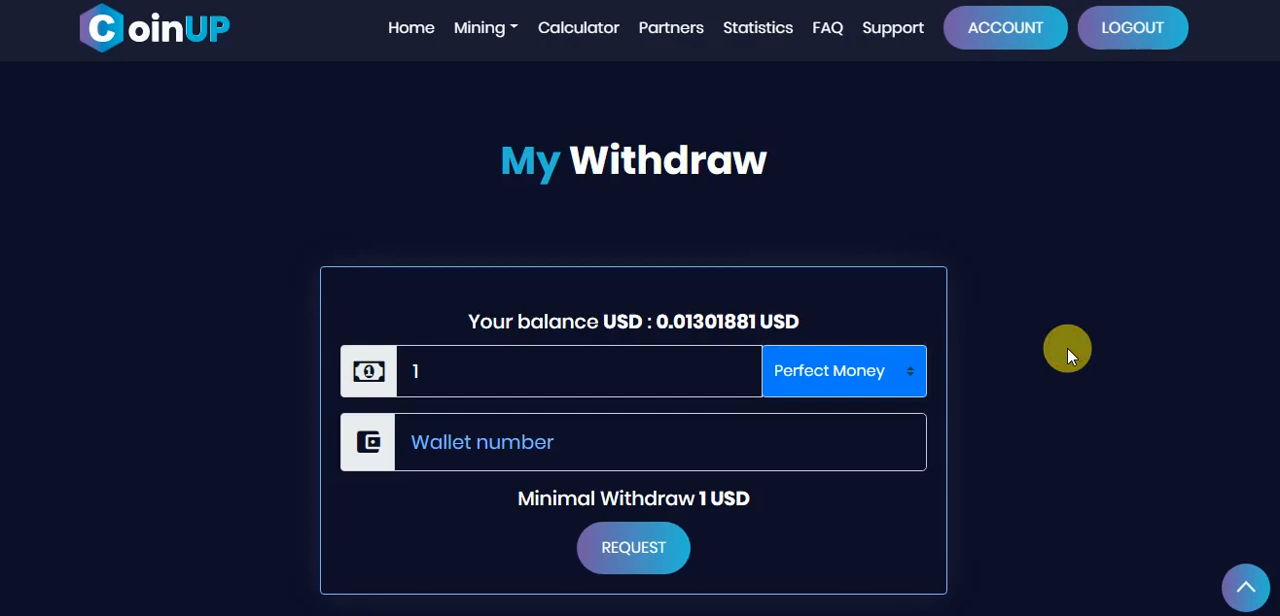 CoinUP Home Mining Calculator Partners Statistics FAQ Support ACCOUNT LOGOUT
My Withdraw
Your balance USD : 0.01301881 USD
1 Perfect Money
Wallet number
Minimal Withdraw 1 USD
REQUEST